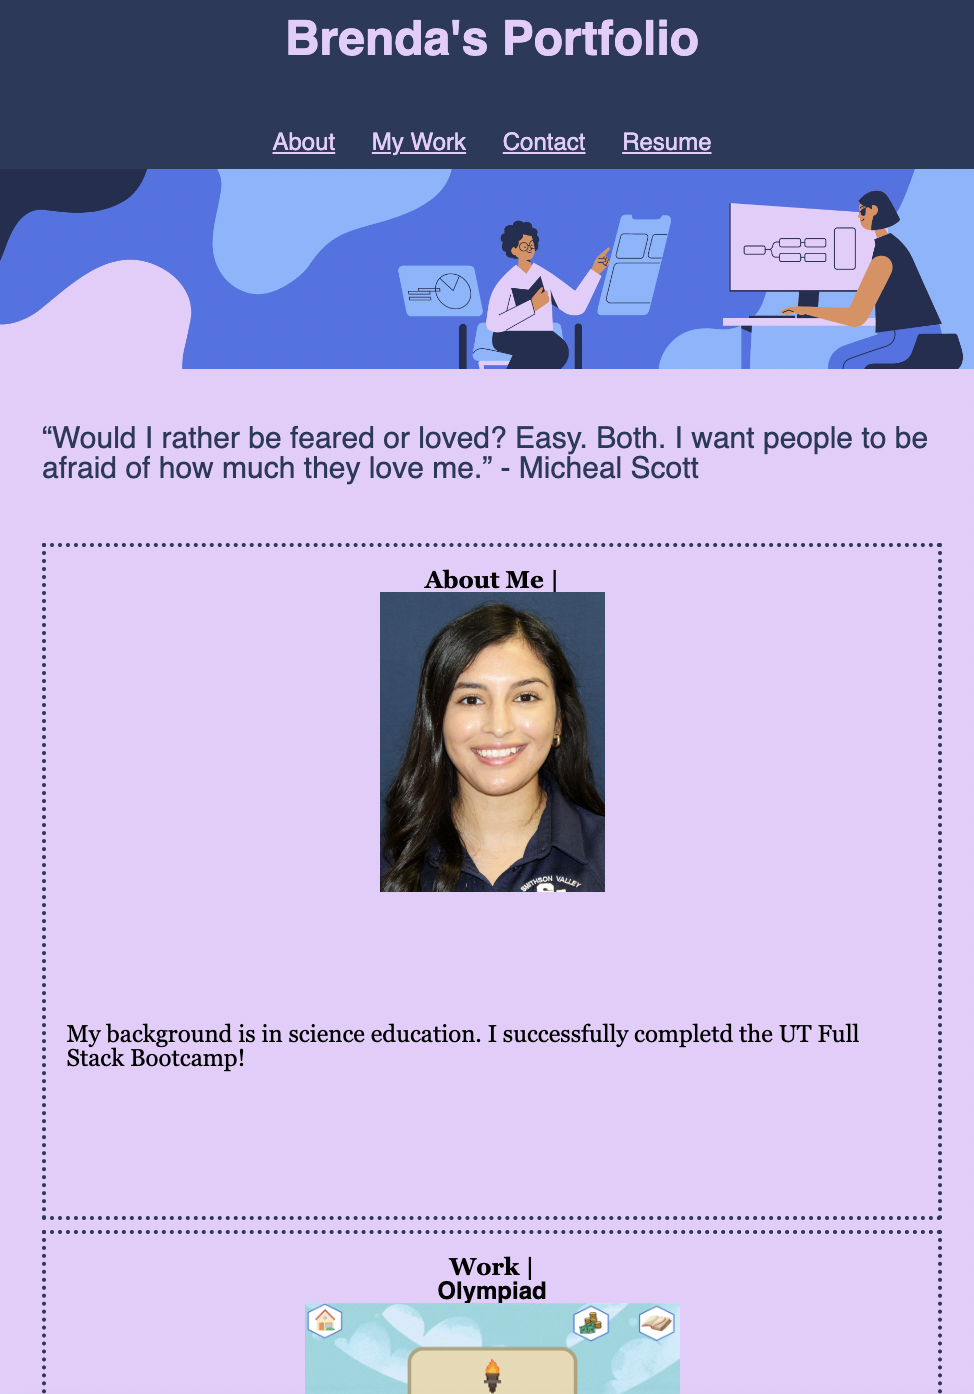 Brenda's Portfolio
About My Work Contact Resume
“Would I rather be feared or loved? Easy. Both. I want people to be
afraid of how much they love me.” - Micheal Scott
About Me |
SMITHSON VALLEY
My background is in science education. I successfully completd the UT Full
Stack Bootcamp!
Work |
Olympiad